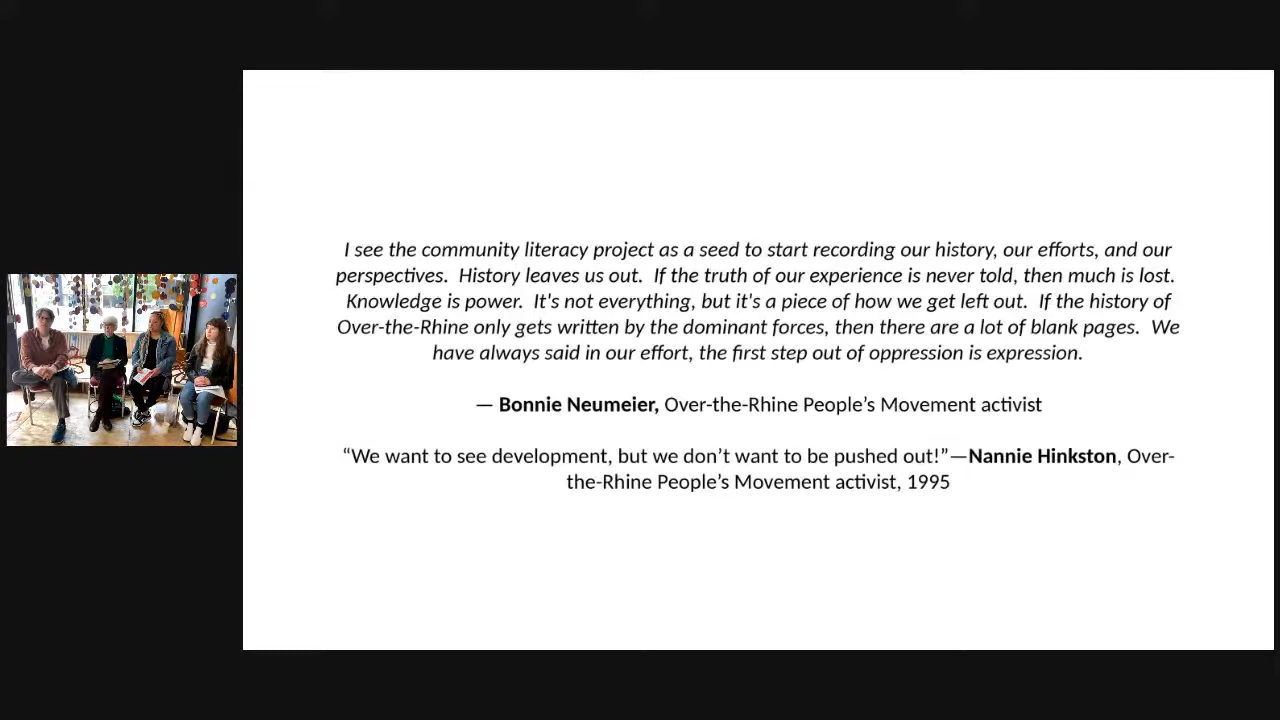 I see the community literacy project as a seed to start recording our history, our efforts, and our
perspectives.  History leaves us out.  If the truth of our experience is never told, then much is lost.
Knowledge is power.  It's not everything, but it's a piece of how we get left out.  If the history of
Over-the-Rhine only gets written by the dominant forces, then there are a lot of blank pages.  We
have always said in our effort, the first step out of oppression is expression.
— Bonnie Neumeier, Over-the-Rhine People’s Movement activist
“We want to see development, but we don’t want to be pushed out!”—Nannie Hinkston, Over-
the-Rhine People’s Movement activist, 1995